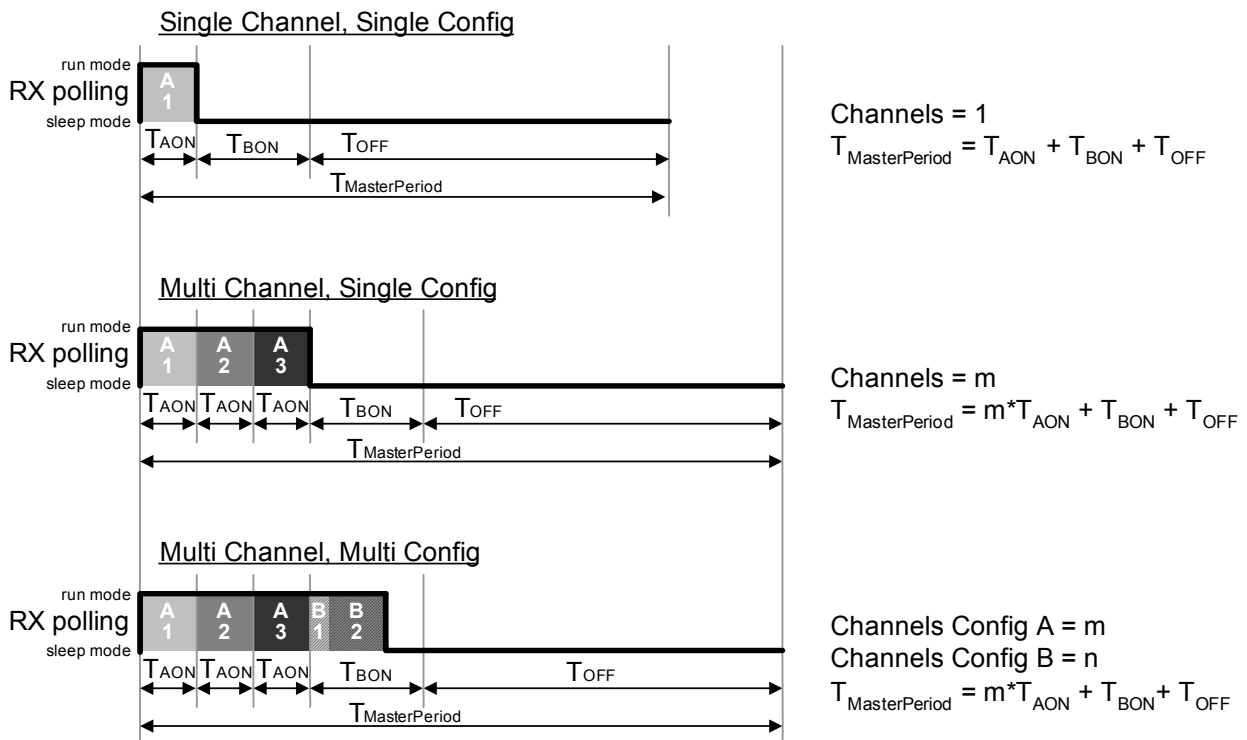 Single Channel, Single Config
run mode
RX polling
sleep mode
A
1
TAON
TBON
TOFF
TMasterPeriod
Channels = 1
TMasterPeriod = TAON + TBON + TOFF
Multi Channel, Single Config
run mode
RX polling
sleep mode
A
1
A
2
A
3
TAON TAON TAON TBON TOFF
TMasterPeriod
Channels = m
TMasterPeriod = m*TAON + TBON + TOFF
Multi Channel, Multi Config
run mode
RX polling
sleep mode
A
1
A
2
A
3
B
1
B
2
TAON TAON TAON TBON TOFF
TMasterPeriod
Channels Config A = m
Channels Config B = n
TMasterPeriod = m*TAON + TBON+ TOFF